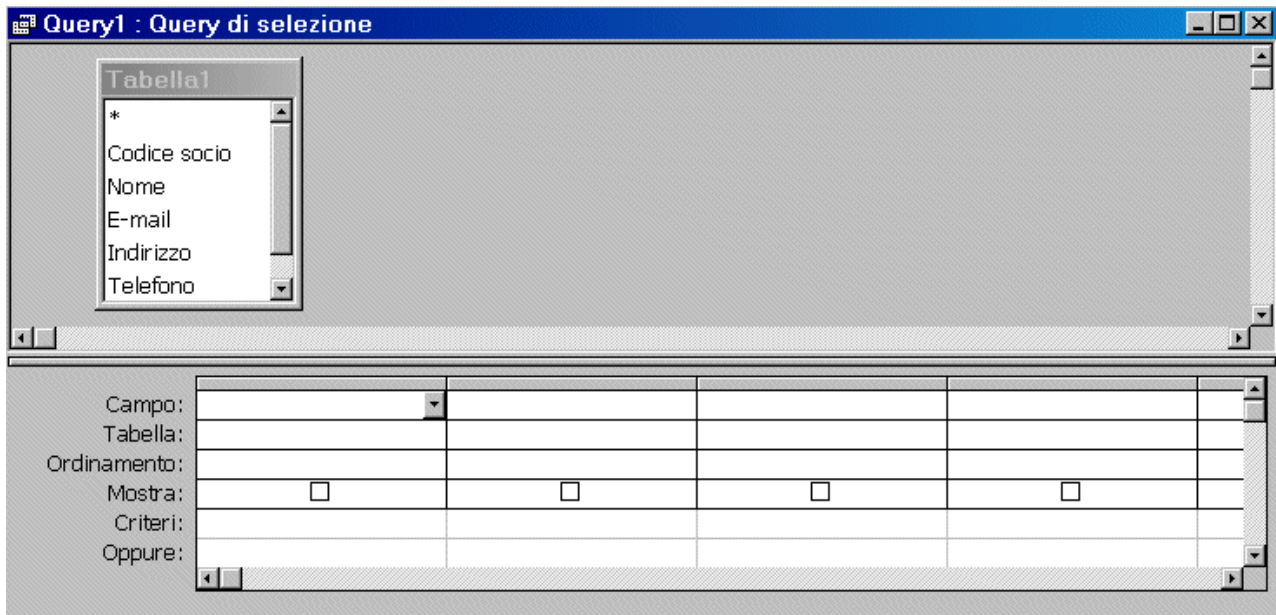 Query1 : Query di selezione
Tabella1
*
Codice socio
Nome
E-mail
Indirizzo
Telefono
Campo:
Tabella:
Ordinamento:
Mostra:
Criteri:
Oppure: